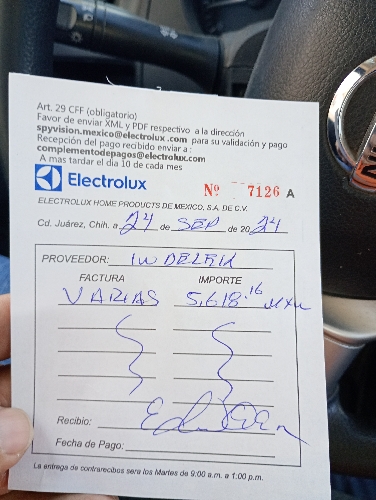 Art. 29 CFF (obligatorio)
Favor de enviar XML y PDF respectivo a la dirección
spyvision.mexico@electrolux .com para su validación y pago
Recepción del pago recibido enviar a :
complementodepagos@electrolux.com
A mas tardar el dia 10 de cada mes
Electrolux
Nº 7126 A
ELECTROLUX HOME PRODUCTS DE MEXICO, S.A. DE C.V.
Cd. Juárez, Chih. a 24 de SEP de 20 24
PROVEEDOR: IW DELRIU
FACTURA IMPORTE
VARIAS 5,618.16 MXN
Recibio:
Fecha de Pago:
La entrega de contrarecibos sera los Martes de 9:00 a.m. a 1:00 p.m.